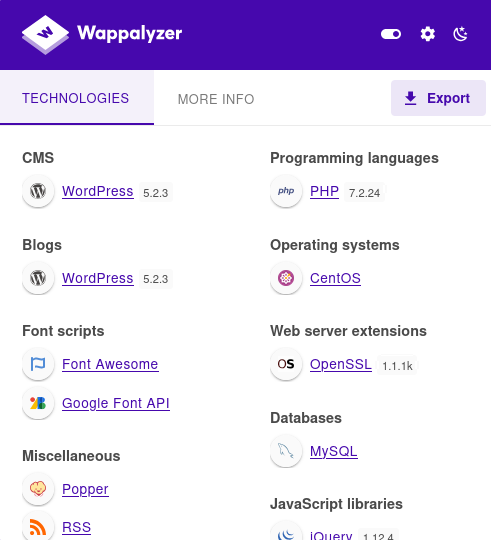 Wappalyzer
TECHNOLOGIES
MORE INFO
Export
CMS
WordPress 5.2.3
Blogs
WordPress 5.2.3
Font scripts
Font Awesome
Google Font API
Miscellaneous
Popper
RSS
Programming languages
php PHP 7.2.24
Operating systems
CentOS
Web server extensions
OS OpenSSL 1.1.1k
Databases
MySQL
JavaScript libraries
jQuery 1.12.4